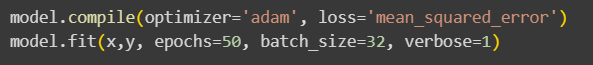 model.compile(optimizer='adam', loss='mean_squared_error')
model.fit(x,y, epochs=50, batch_size=32, verbose=1)